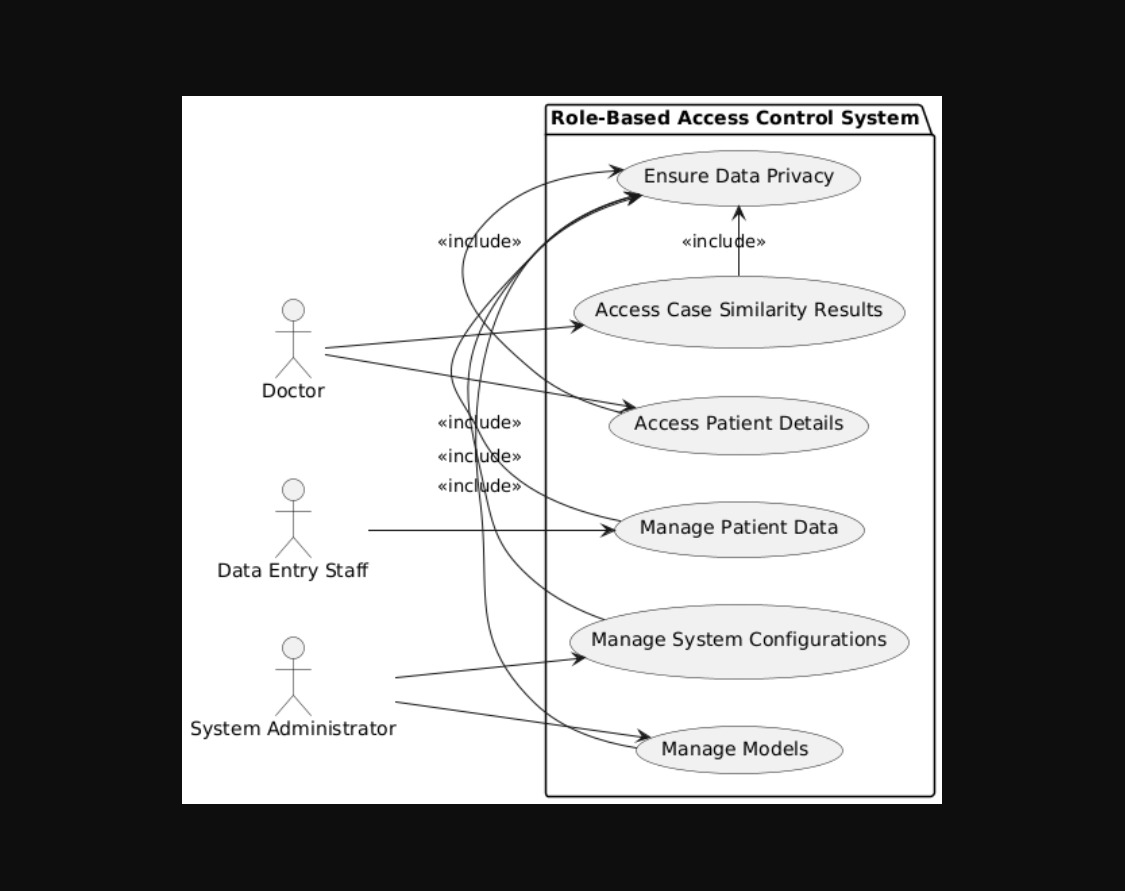 Role-Based Access Control System
Ensure Data Privacy
«include»
«include»
Access Case Similarity Results
Doctor
Access Patient Details
«include»
«include»
«include»
Manage Patient Data
Data Entry Staff
Manage System Configurations
System Administrator
Manage Models